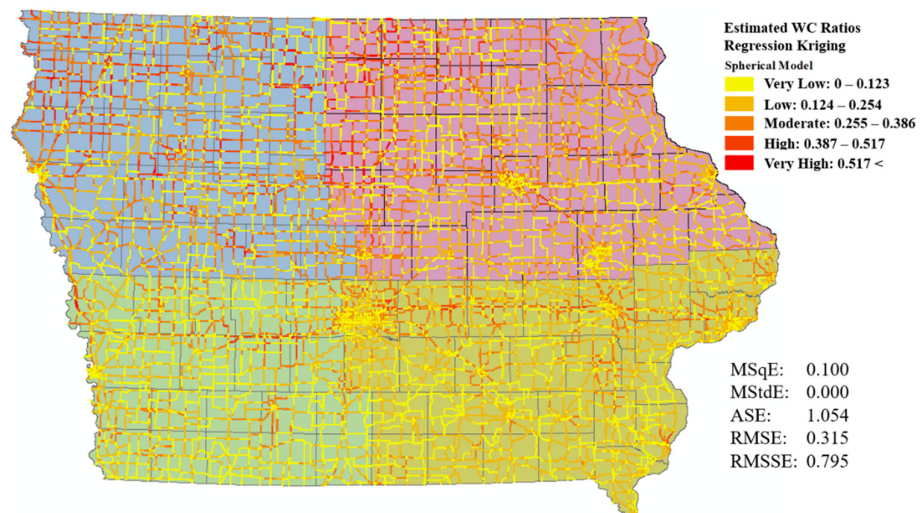 Estimated WC Ratios
Regression Kriging
Spherical Model
Very Low: 0 – 0.123
Low: 0.124 – 0.254
Moderate: 0.255 – 0.386
High: 0.387 – 0.517
Very High: 0.517 <
MSqE: 0.100
MStdE: 0.000
ASE: 1.054
RMSE: 0.315
RMSSE: 0.795